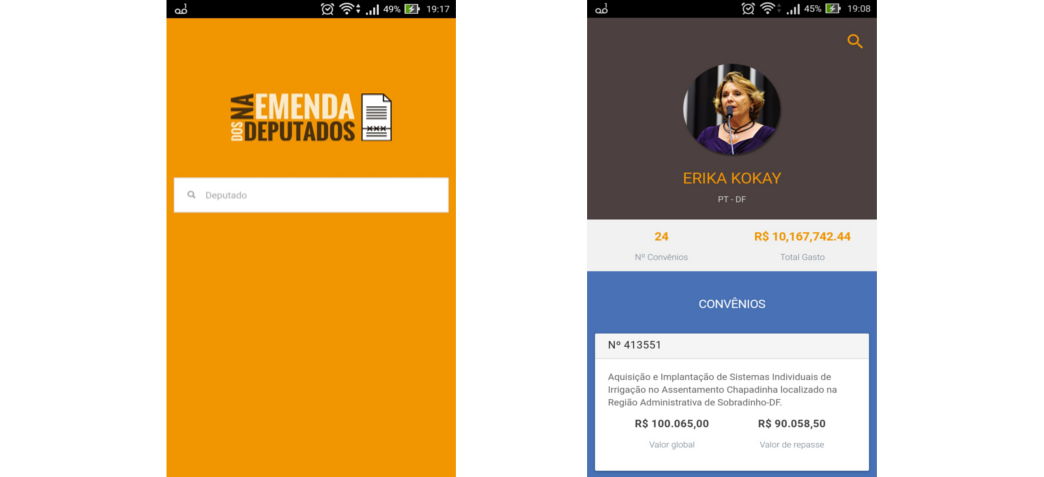 49% 19:17
NA
DOS
EMENDA
DEPUTADOS
Deputado
45% 19:08
ERIKA KOKAY
PT - DF
24
R$ 10,167,742.44
Nº Convênios
Total Gasto
CONVÊNIOS
Nº 413551
Aquisição e Implantação de Sistemas Individuais de
Irrigação no Assentamento Chapadinha localizado na
Região Administrativa de Sobradinho-DF.
R$ 100.065,00
R$ 90.058,50
Valor global
Valor de repasse